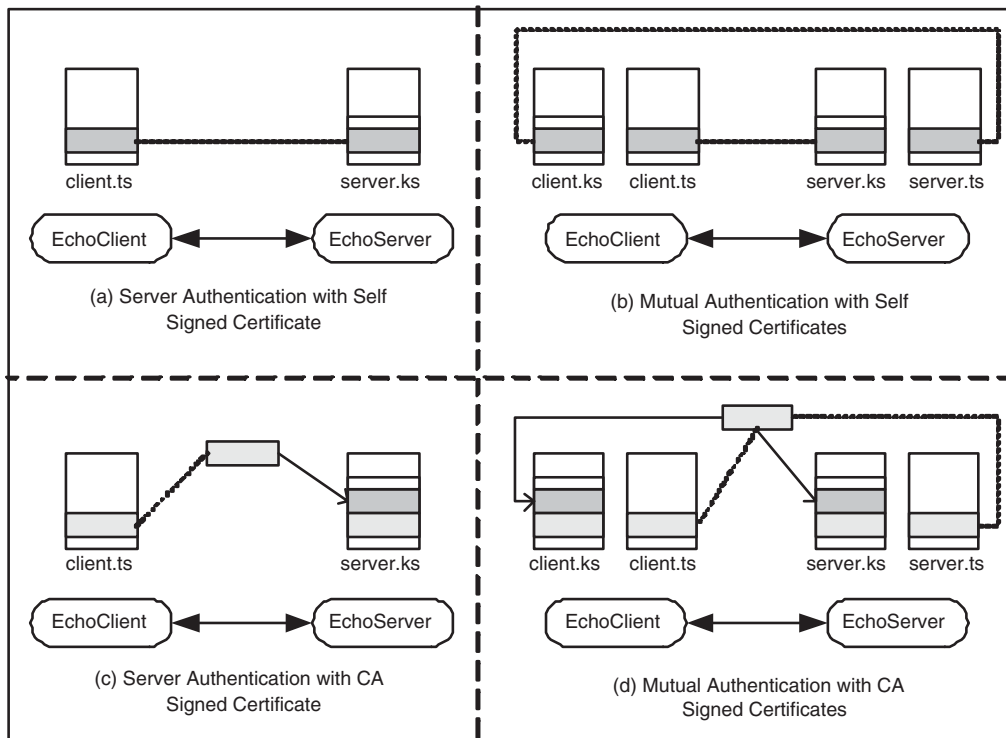 client.ts
server.ks
EchoClient
EchoServer
(a) Server Authentication with Self
Signed Certificate
client.ks
client.ts
server.ks
server.ts
EchoClient
EchoServer
(b) Mutual Authentication with Self
Signed Certificates
client.ts
server.ks
EchoClient
EchoServer
(c) Server Authentication with CA
Signed Certificate
client.ks
client.ts
server.ks
server.ts
EchoClient
EchoServer
(d) Mutual Authentication with CA
Signed Certificates